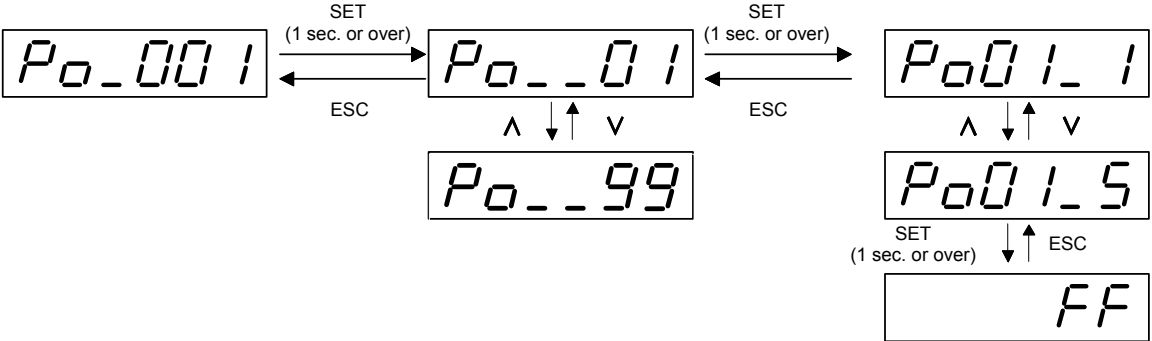 SET
(1 sec. or over)
SET
(1 sec. or over)
Po_001
Po__01
Po01_1
ESC
ESC
∧ ∨
∧ ∨
Po__99
Po01_5
SET
(1 sec. or over)
ESC
FF